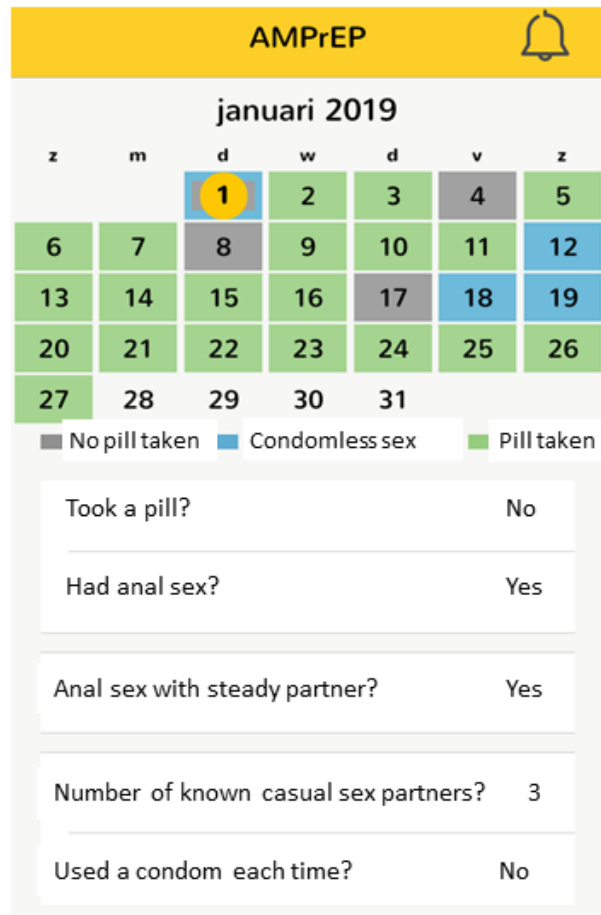 AMPrEP
januari 2019
z m d w d v z
1 2 3 4 5
6 7 8 9 10 11 12
13 14 15 16 17 18 19
20 21 22 23 24 25 26
27 28 29 30 31
No pill taken Condomless sex Pill taken
Took a pill? No
Had anal sex? Yes
Anal sex with steady partner? Yes
Number of known casual sex partners? 3
Used a condom each time? No